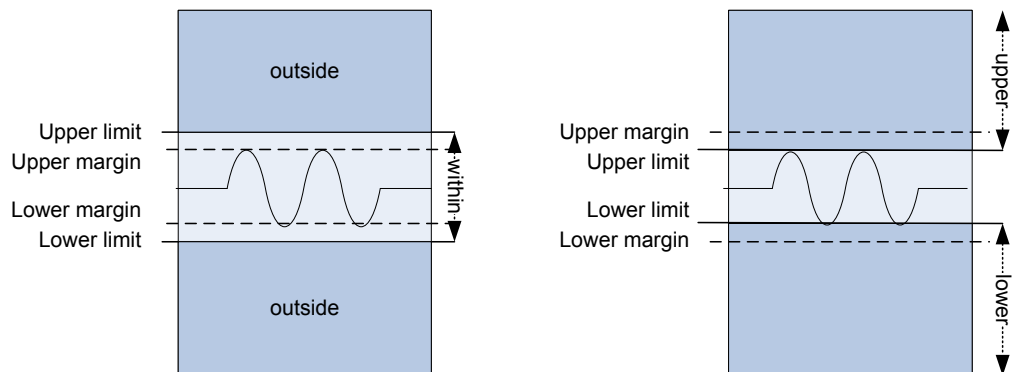 outside
Upper limit
Upper margin
within
Lower margin
Lower limit
outside
upper
Upper margin
Upper limit
Lower limit
Lower margin
lower